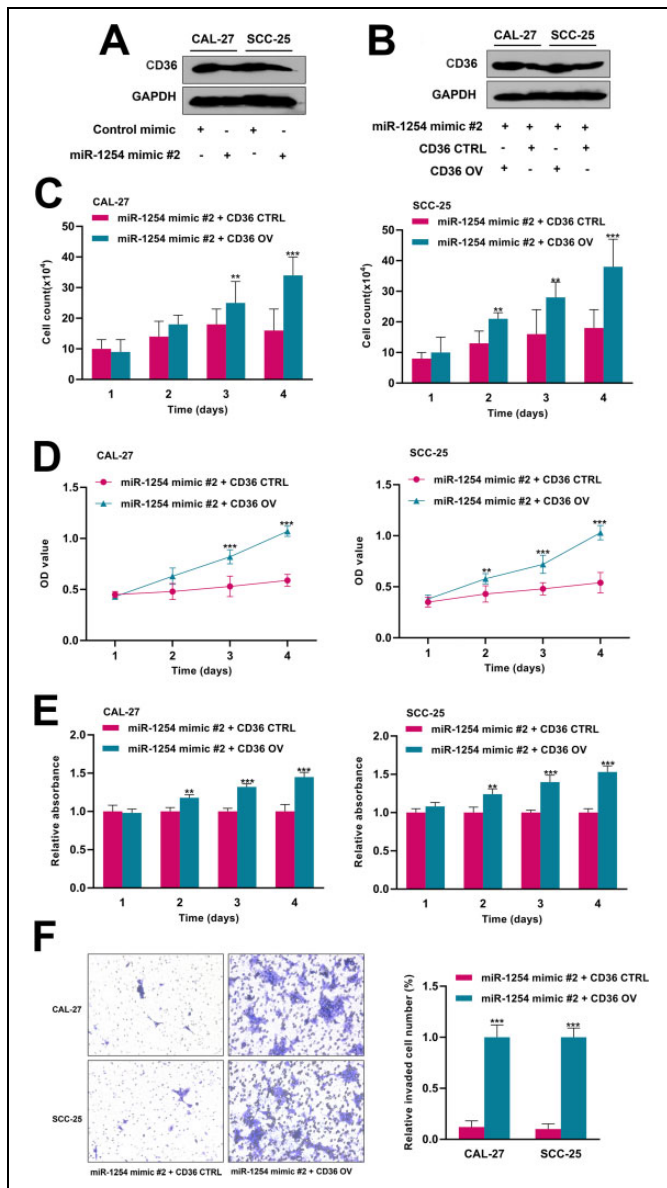 A
CAL-27 SCC-25
CD36
GAPDH
Control mimic + - + -
miR-1254 mimic #2 - + - +
B
CAL-27 SCC-25
CD36
GAPDH
miR-1254 mimic #2 + + + +
CD36 CTRL - + - +
CD36 OV + - + -
C
CAL-27
miR-1254 mimic #2 + CD36 CTRL
miR-1254 mimic #2 + CD36 OV
Cell count(x10⁴)
50
40
30
20
10
0
** ***
1 2 3 4
Time (days)
SCC-25
miR-1254 mimic #2 + CD36 CTRL
miR-1254 mimic #2 + CD36 OV
Cell count(x10⁴)
50
40
30
20
10
0
** ** ***
1 2 3 4
Time (days)
D
CAL-27
miR-1254 mimic #2 + CD36 CTRL
miR-1254 mimic #2 + CD36 OV
OD value
1.5
1.0
0.5
0.0
*** ***
1 2 3 4
Time (days)
SCC-25
miR-1254 mimic #2 + CD36 CTRL
miR-1254 mimic #2 + CD36 OV
OD value
1.5
1.0
0.5
0.0
** *** ***
1 2 3 4
Time (days)
E
CAL-27
miR-1254 mimic #2 + CD36 CTRL
miR-1254 mimic #2 + CD36 OV
Relative absorbance
2.0
1.5
1.0
0.5
0.0
** *** ***
1 2 3 4
Time (days)
SCC-25
miR-1254 mimic #2 + CD36 CTRL
miR-1254 mimic #2 + CD36 OV
Relative absorbance
2.0
1.5
1.0
0.5
0.0
** *** ***
1 2 3 4
Time (days)
F
CAL-27
SCC-25
miR-1254 mimic #2 + CD36 CTRL miR-1254 mimic #2 + CD36 OV
miR-1254 mimic #2 + CD36 CTRL
miR-1254 mimic #2 + CD36 OV
Relative invaded cell number (%)
1.5
1.0
0.5
0.0
*** ***
CAL-27 SCC-25